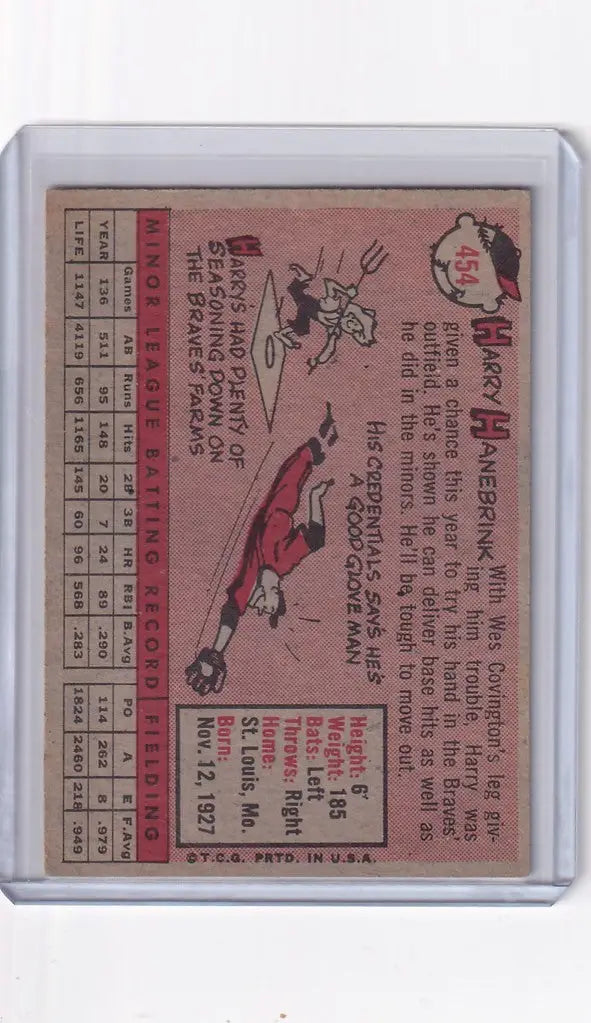 454
HARRY HANEBRINK
With Wes Covington's leg giv-
ing him trouble, Harry was
given a chance this year to try his hand in the Braves'
outfield. He's shown he can deliver base hits as well as
he did in the minors. He'll be tough to move out.
HARRY'S HAD PLENTY OF
SEASONING DOWN ON
THE BRAVES' FARMS
HIS CREDENTIALS SAYS HE'S
A GOOD GLOVE MAN
Height: 6'
Weight: 185
Bats: Left
Throws: Right
Home:
St. Louis, Mo.
Born:
Nov. 12, 1927
©T.C.G. PRTD. IN U.S.A.
MINOR LEAGUE BATTING RECORD FIELDING
Games AB Runs Hits 2B 3B HR RBI B.Avg PO A E F.Avg
YEAR 136 511 95 148 20 7 24 89 .290 114 262 8 .979
LIFE 1147 4119 656 1165 145 60 96 568 .283 1824 2460 218 .949